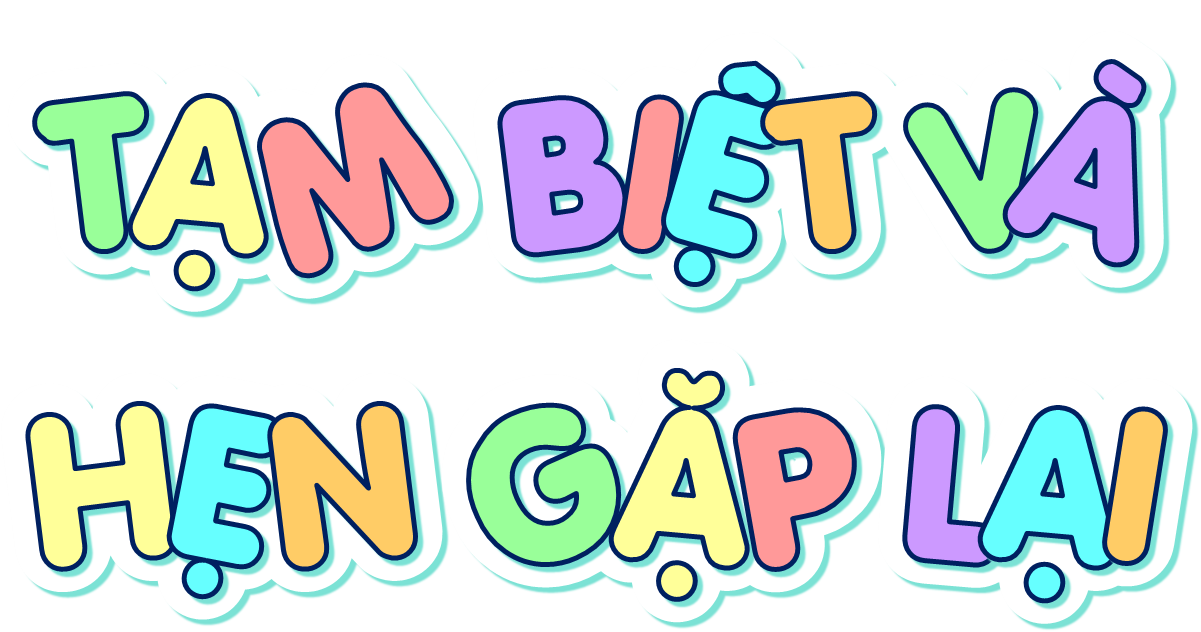 TẠM BIỆT VÀ
HẸN GẶP LẠI